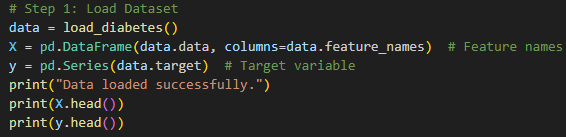 # Step 1: Load Dataset
data = load_diabetes()
X = pd.DataFrame(data.data, columns=data.feature_names)  # Feature names
y = pd.Series(data.target)  # Target variable
print("Data loaded successfully.")
print(X.head())
print(y.head())